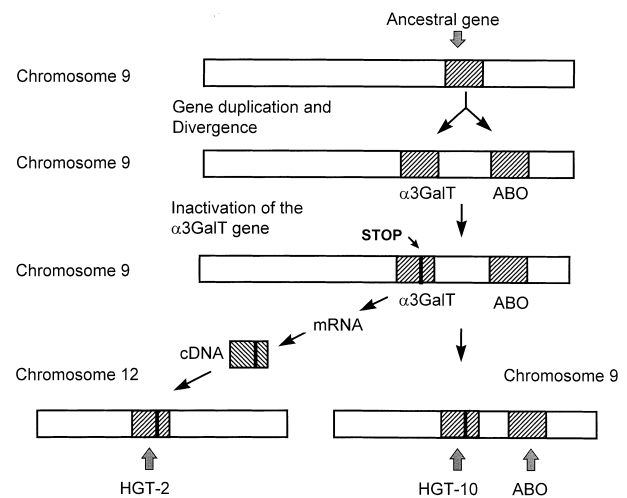 Ancestral gene
Chromosome 9
Gene duplication and
Divergence
Chromosome 9
α3GalT
ABO
Inactivation of the
α3GalT gene
STOP
Chromosome 9
α3GalT
ABO
mRNA
cDNA
Chromosome 12
Chromosome 9
HGT-2
HGT-10
ABO